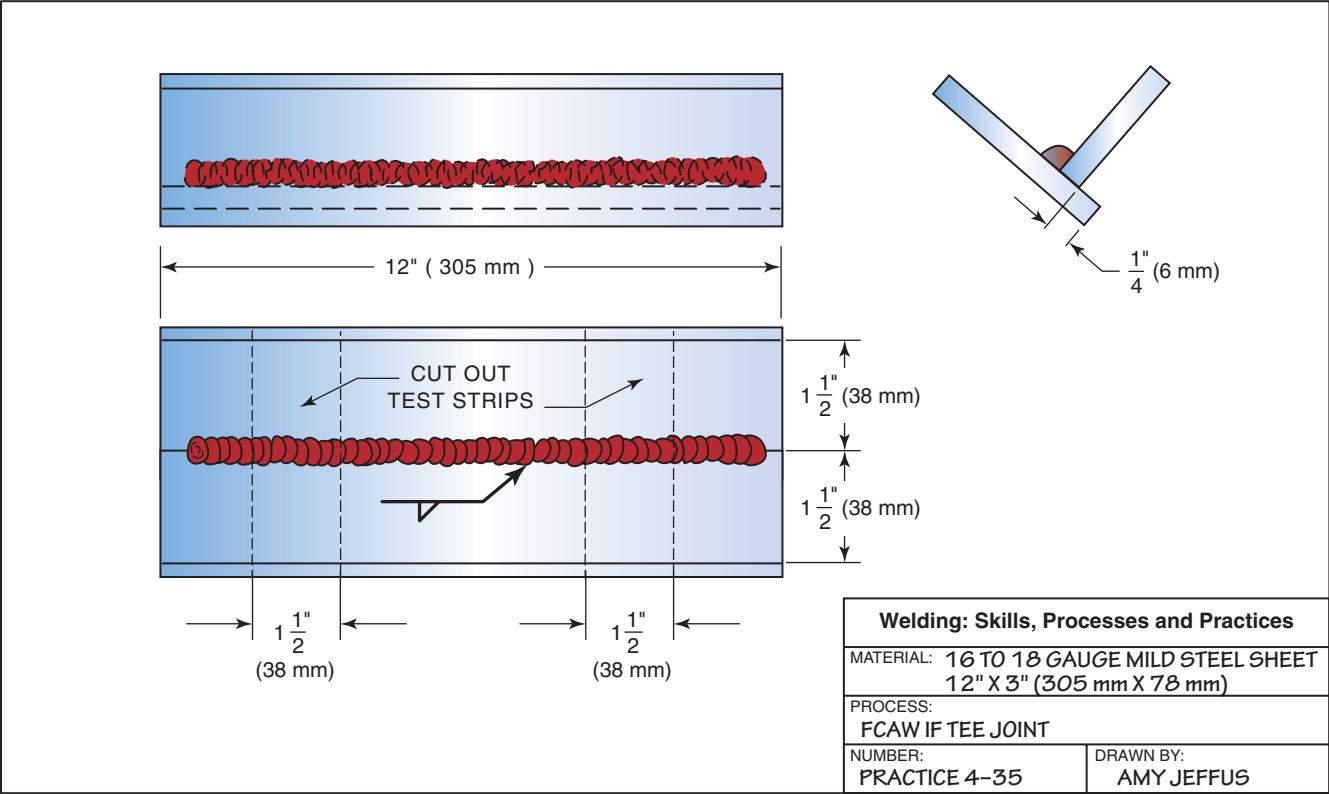 12" ( 305 mm )
1"
4 (6 mm)
CUT OUT
TEST STRIPS
1 1"
2 (38 mm)
1 1"
2 (38 mm)
1 1"
2
(38 mm)
1 1"
2
(38 mm)
Welding: Skills, Processes and Practices
MATERIAL: 16 TO 18 GAUGE MILD STEEL SHEET
12" X 3" (305 mm X 78 mm)
PROCESS:
FCAW IF TEE JOINT
NUMBER:
PRACTICE 4-35
DRAWN BY:
AMY JEFFUS